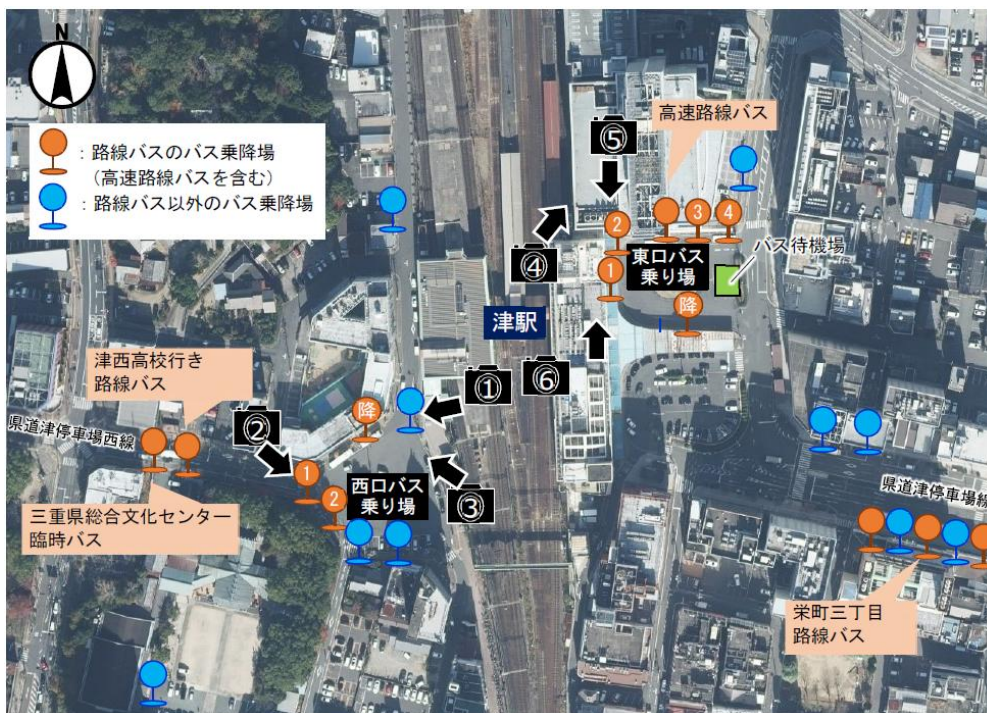 N
：路線バスのバス乗降場
（高速路線バスを含む）
：路線バス以外のバス乗降場
高速路線バス
⑤
④
2
3
4
1
東口バス
乗り場
バス待機場
降
津駅
⑥
①
津西高校行き
路線バス
県道津停車場西線
②
降
1
2
西口バス
乗り場
③
三重県総合文化センター
臨時バス
県道津停車場線
栄町三丁目
路線バス